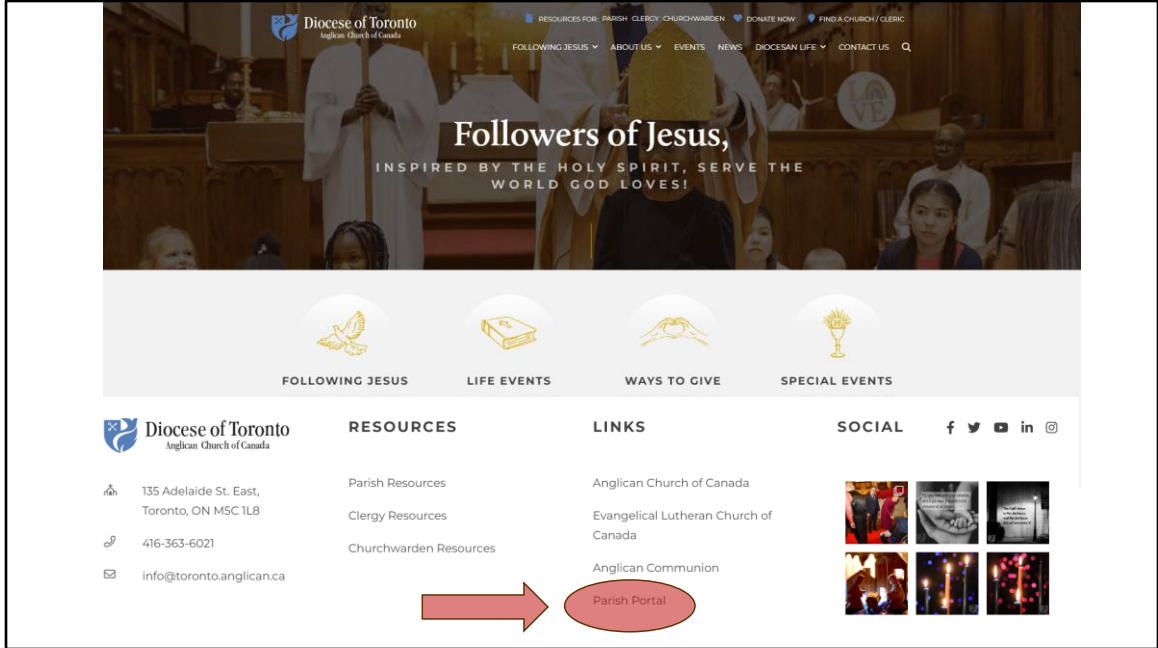 Diocese of Toronto
Anglican Church of Canada
RESOURCES FOR: PARISH CLERGY CHURCHWARDEN DONATE NOW FIND A CHURCH / CLERIC
FOLLOWING JESUS ABOUT US EVENTS NEWS DIOCESAN LIFE CONTACT US
LOVE
Followers of Jesus,
INSPIRED BY THE HOLY SPIRIT, SERVE THE
WORLD GOD LOVES!
FOLLOWING JESUS
LIFE EVENTS
WAYS TO GIVE
SPECIAL EVENTS
Diocese of Toronto
Anglican Church of Canada
135 Adelaide St. East,
Toronto, ON M5C 1L8
416-363-6021
info@toronto.anglican.ca
RESOURCES
Parish Resources
Clergy Resources
Churchwarden Resources
LINKS
Anglican Church of Canada
Evangelical Lutheran Church of
Canada
Anglican Communion
Parish Portal
SOCIAL